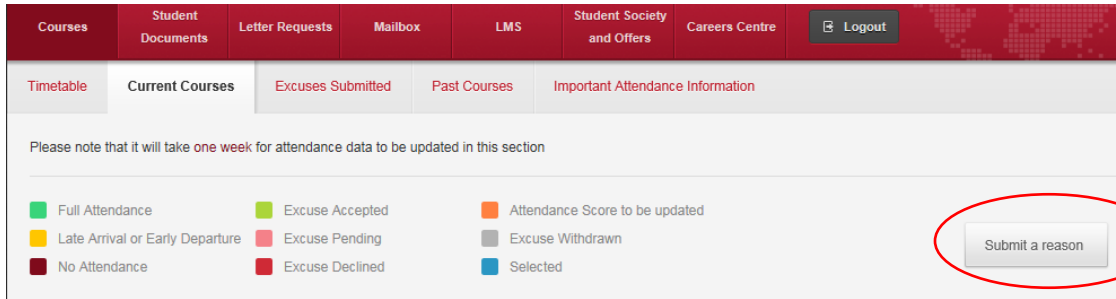 Courses Student Documents Letter Requests Mailbox LMS Student Society and Offers Careers Centre Logout
Timetable Current Courses Excuses Submitted Past Courses Important Attendance Information
Please note that it will take one week for attendance data to be updated in this section
Full Attendance Excuse Accepted Attendance Score to be updated
Late Arrival or Early Departure Excuse Pending Excuse Withdrawn
Submit a reason
No Attendance Excuse Declined Selected